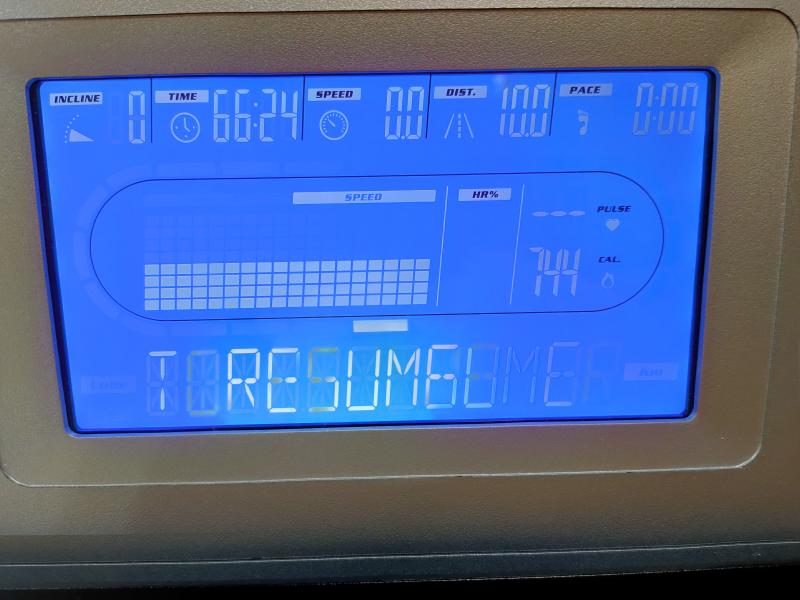 INCLINE 0 TIME 66:24 SPEED 0.0 DIST. 10.0 PACE 0:00
SPEED HR% --- PULSE
744 CAL.
Km